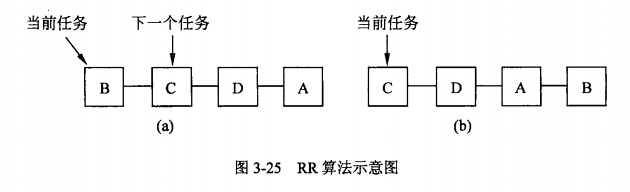 当前任务 下一个任务 当前任务
B C D A C D A B
(a) (b)
图 3-25 RR 算法示意图